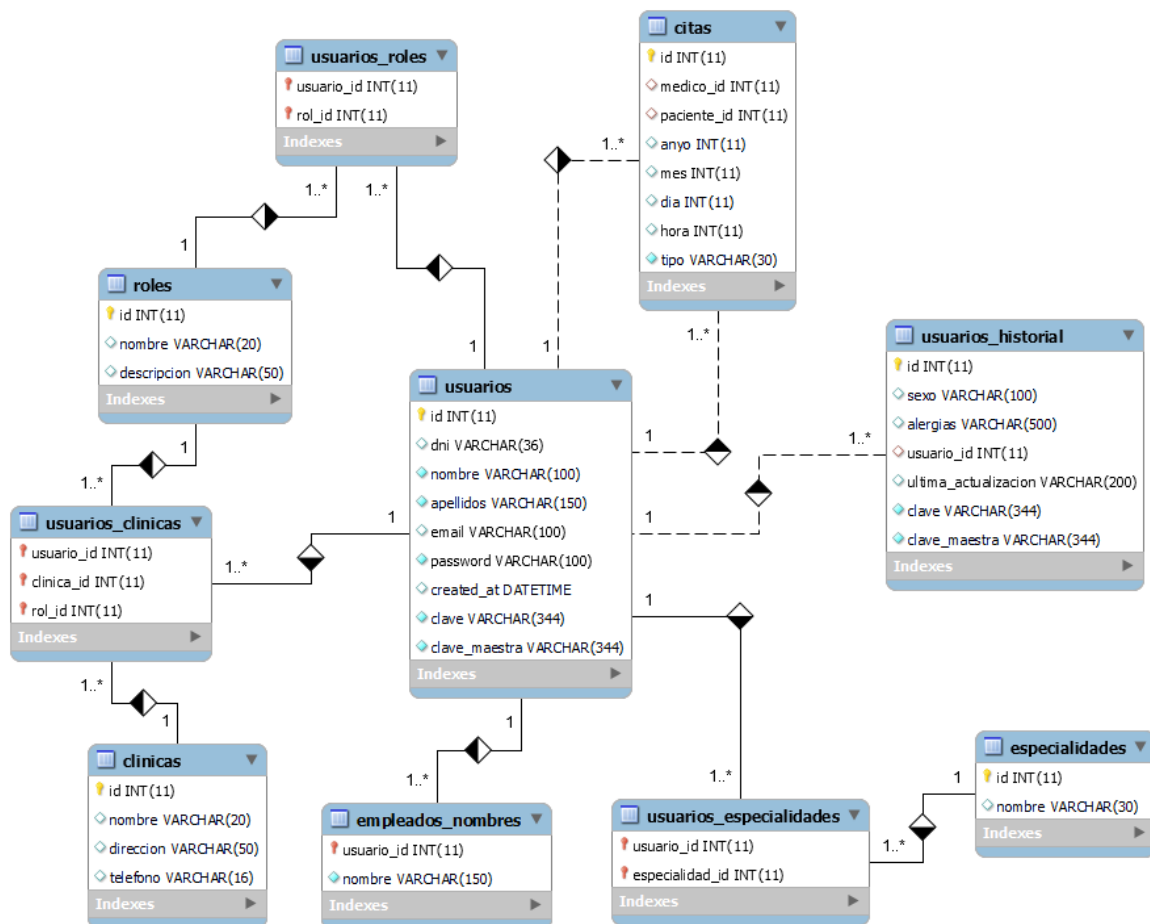 citas
id INT(11)
medico_id INT(11)
paciente_id INT(11)
anyo INT(11)
mes INT(11)
dia INT(11)
hora INT(11)
tipo VARCHAR(30)
Indexes
usuarios_roles
usuario_id INT(11)
rol_id INT(11)
Indexes
1..*
1..*
1..*
1
1
1
1..*
roles
id INT(11)
nombre VARCHAR(20)
descripcion VARCHAR(50)
Indexes
usuarios_historial
id INT(11)
sexo VARCHAR(100)
alergias VARCHAR(500)
usuario_id INT(11)
ultima_actualizacion VARCHAR(200)
clave VARCHAR(344)
clave_maestra VARCHAR(344)
Indexes
usuarios
id INT(11)
dni VARCHAR(36)
nombre VARCHAR(100)
apellidos VARCHAR(150)
email VARCHAR(100)
password VARCHAR(100)
created_at DATETIME
clave VARCHAR(344)
clave_maestra VARCHAR(344)
Indexes
1
1..*
1
1..*
1
1
1..*
1
usuarios_clinicas
usuario_id INT(11)
clinica_id INT(11)
rol_id INT(11)
Indexes
1..*
1
1
1..*
1..*
clinicas
id INT(11)
nombre VARCHAR(20)
direccion VARCHAR(50)
telefono VARCHAR(16)
Indexes
empleados_nombres
usuario_id INT(11)
nombre VARCHAR(150)
Indexes
usuarios_especialidades
usuario_id INT(11)
especialidad_id INT(11)
Indexes
1
1..*
especialidades
id INT(11)
nombre VARCHAR(30)
Indexes